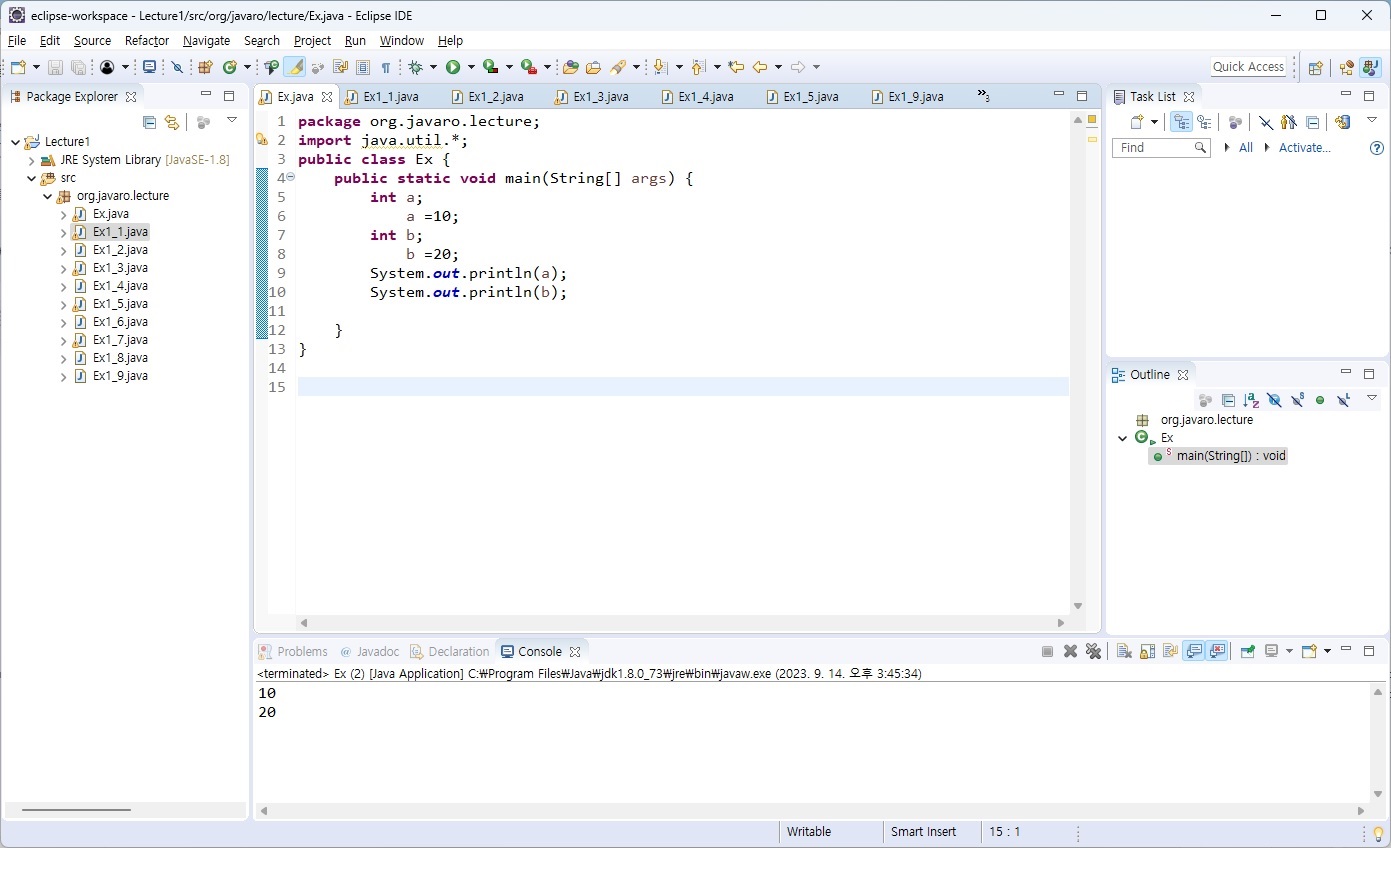 eclipse-workspace - Lecture1/src/org/javaro/lecture/Ex.java - Eclipse IDE
File Edit Source Refactor Navigate Search Project Run Window Help
Quick Access
Package Explorer
Lecture1
JRE System Library [JavaSE-1.8]
src
org.javaro.lecture
Ex.java
Ex1_1.java
Ex1_2.java
Ex1_3.java
Ex1_4.java
Ex1_5.java
Ex1_6.java
Ex1_7.java
Ex1_8.java
Ex1_9.java
Ex.java Ex1_1.java Ex1_2.java Ex1_3.java Ex1_4.java Ex1_5.java Ex1_9.java »3
1 package org.javaro.lecture;
2 import java.util.*;
3 public class Ex {
4 public static void main(String[] args) {
5 int a;
6 a =10;
7 int b;
8 b =20;
9 System.out.println(a);
10 System.out.println(b);
11
12 }
13 }
14
15
Task List
Find All Activate...
Outline
org.javaro.lecture
Ex
main(String[]) : void
Problems @ Javadoc Declaration Console
<terminated> Ex (2) [Java Application] C:₩Program Files₩Java₩jdk1.8.0_73₩jre₩bin₩javaw.exe (2023. 9. 14. 오후 3:45:34)
10
20
Writable Smart Insert 15 : 1